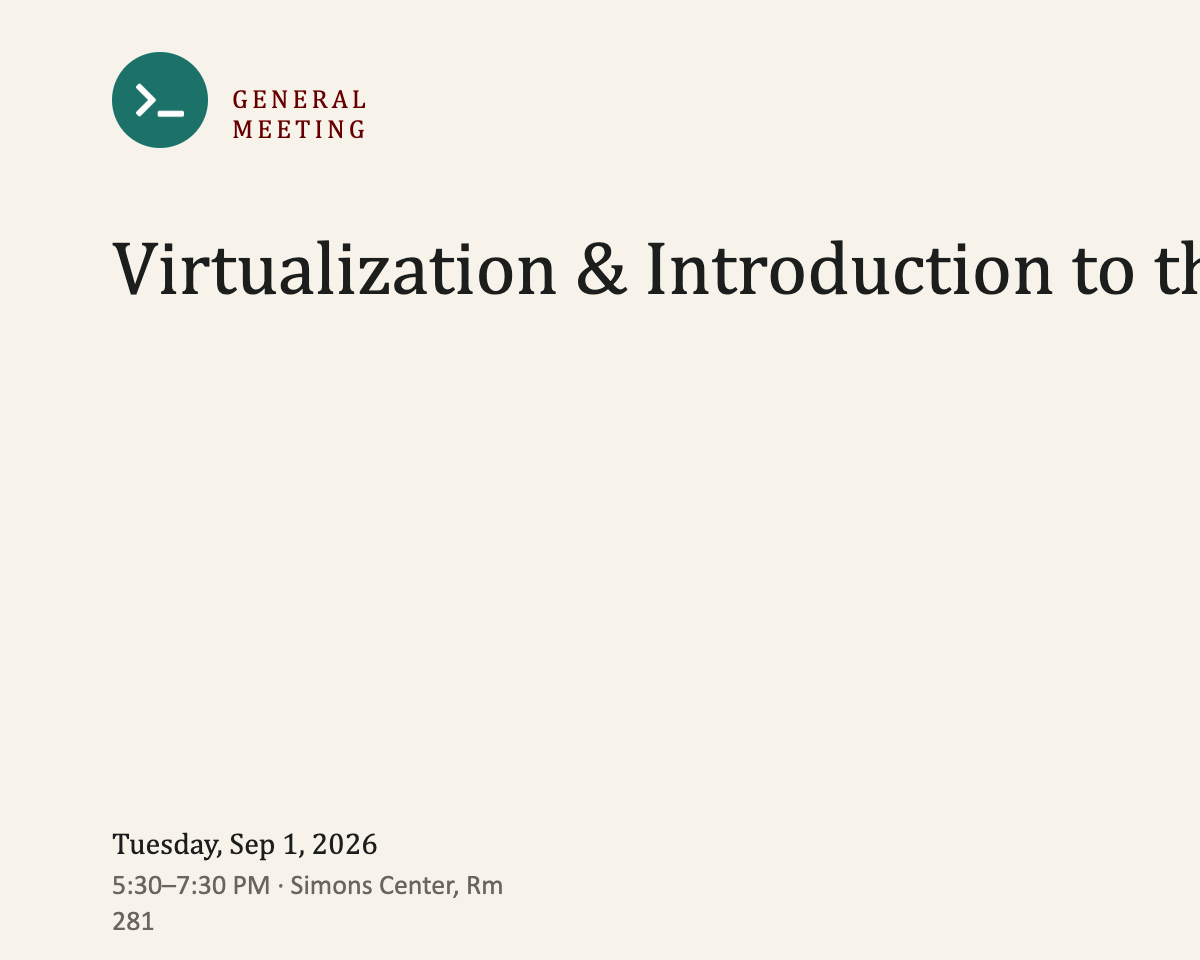 GENERAL
MEETING
Virtualization & Introduction to th
Tuesday, Sep 1, 2026
5:30–7:30 PM · Simons Center, Rm
281